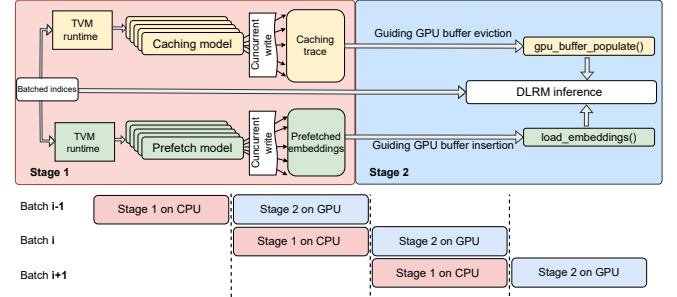 TVM
runtime
Caching model
Cuncurrent
write
Caching
trace
Guiding GPU buffer eviction
gpu_buffer_populate()
Batched indices
DLRM inference
TVM
runtime
Prefetch model
Cuncurrent
write
Prefetched
embeddings
Guiding GPU buffer insertion
load_embeddings()
Stage 1
Stage 2
Batch i-1
Stage 1 on CPU
Stage 2 on GPU
Batch i
Stage 1 on CPU
Stage 2 on GPU
Batch i+1
Stage 1 on CPU
Stage 2 on GPU